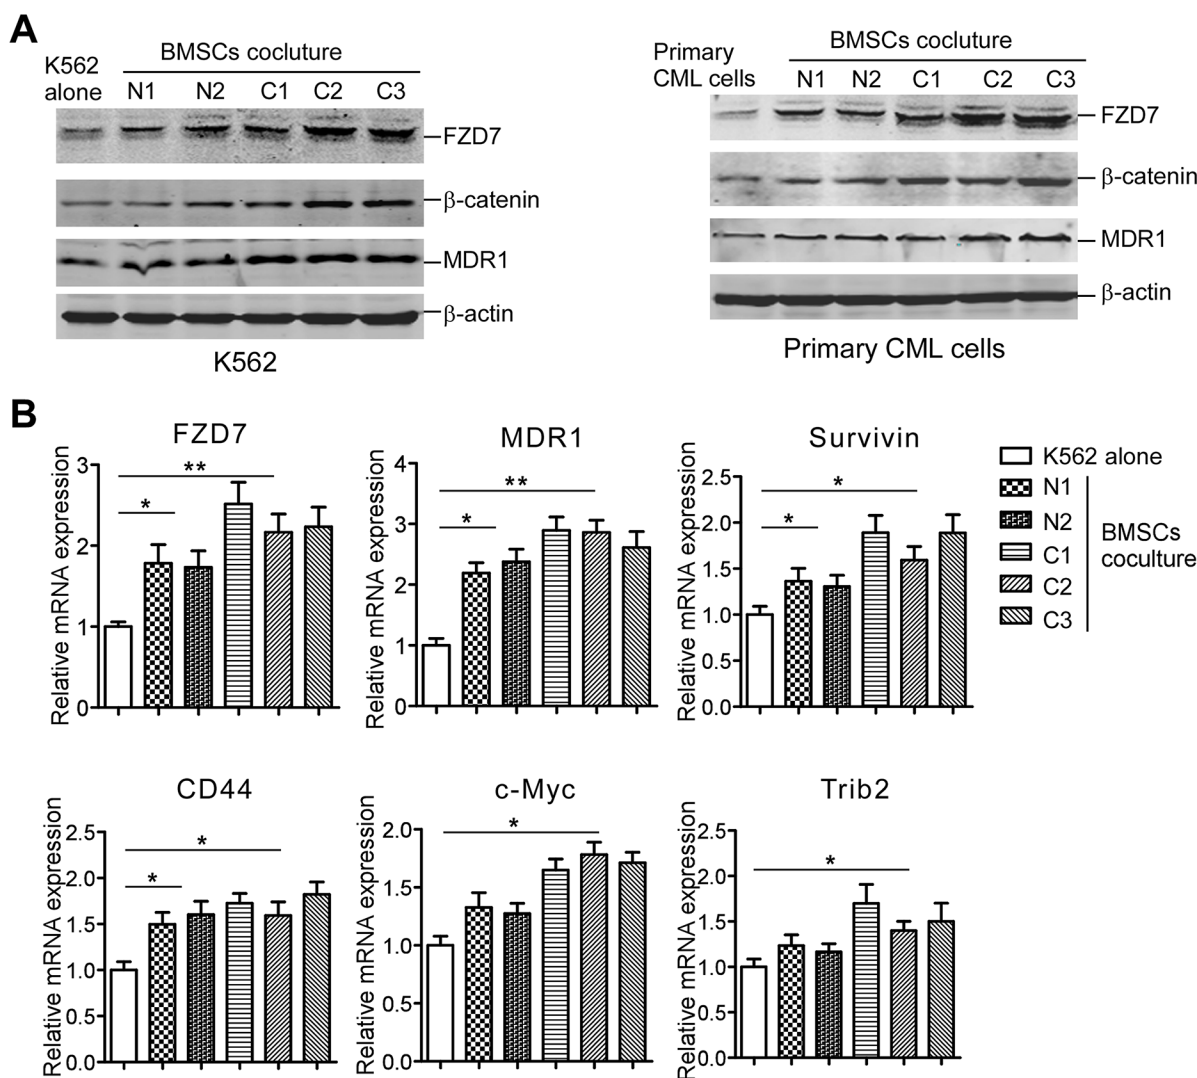 A
K562
alone
BMSCs cocluture
N1 N2 C1 C2 C3
FZD7
β-catenin
MDR1
β-actin
K562
Primary
CML cells
BMSCs cocluture
N1 N2 C1 C2 C3
FZD7
β-catenin
MDR1
β-actin
Primary CML cells
B
FZD7
Relative mRNA expression
3
2
1
0
*
**
MDR1
Relative mRNA expression
4
3
2
1
0
*
**
Survivin
Relative mRNA expression
2.5
2.0
1.5
1.0
0.5
0.0
*
*
K562 alone
N1
N2
C1
C2
C3
BMSCs
coculture
CD44
Relative mRNA expression
2.5
2.0
1.5
1.0
0.5
0.0
*
*
c-Myc
Relative mRNA expression
2.0
1.5
1.0
0.5
0.0
*
Trib2
Relative mRNA expression
2.5
2.0
1.5
1.0
0.5
0.0
*